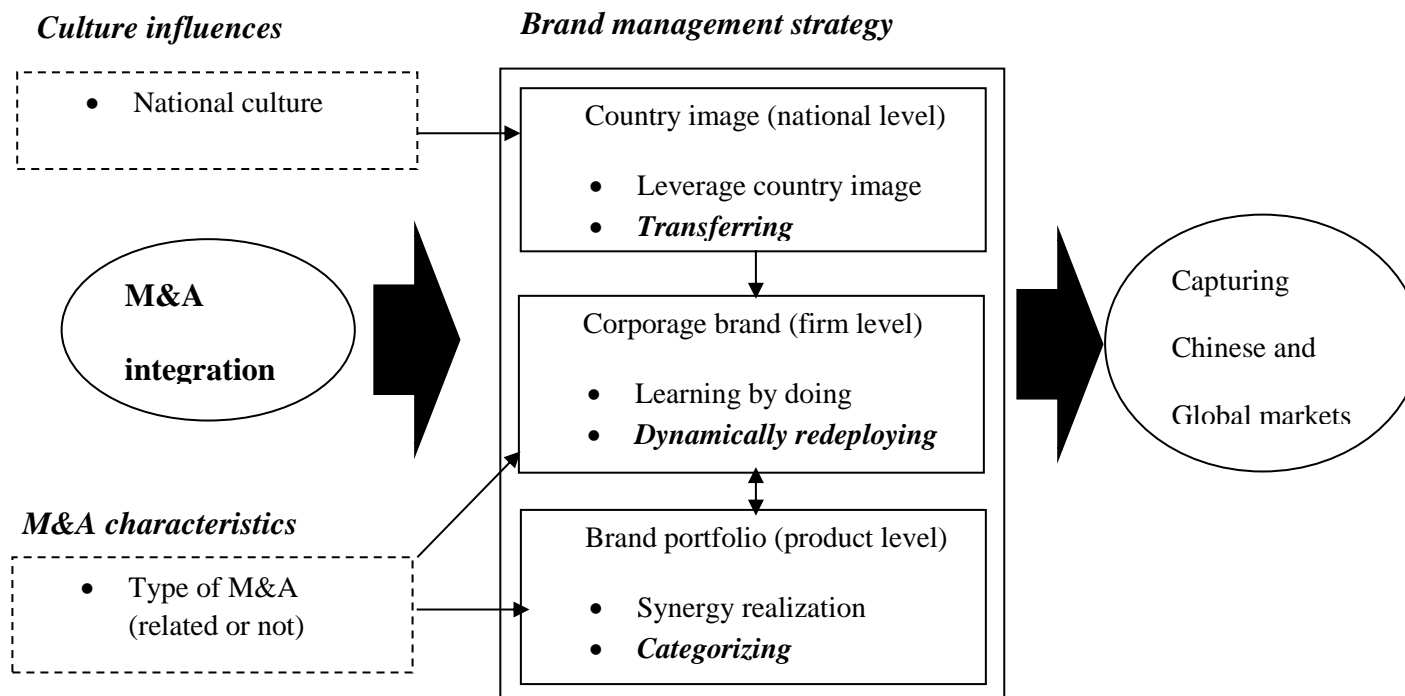 Culture influences
• National culture
M&A
integration
M&A characteristics
• Type of M&A
(related or not)
Brand management strategy
Country image (national level)
• Leverage country image
• Transferring
Corporage brand (firm level)
• Learning by doing
• Dynamically redeploying
Brand portfolio (product level)
• Synergy realization
• Categorizing
Capturing
Chinese and
Global markets